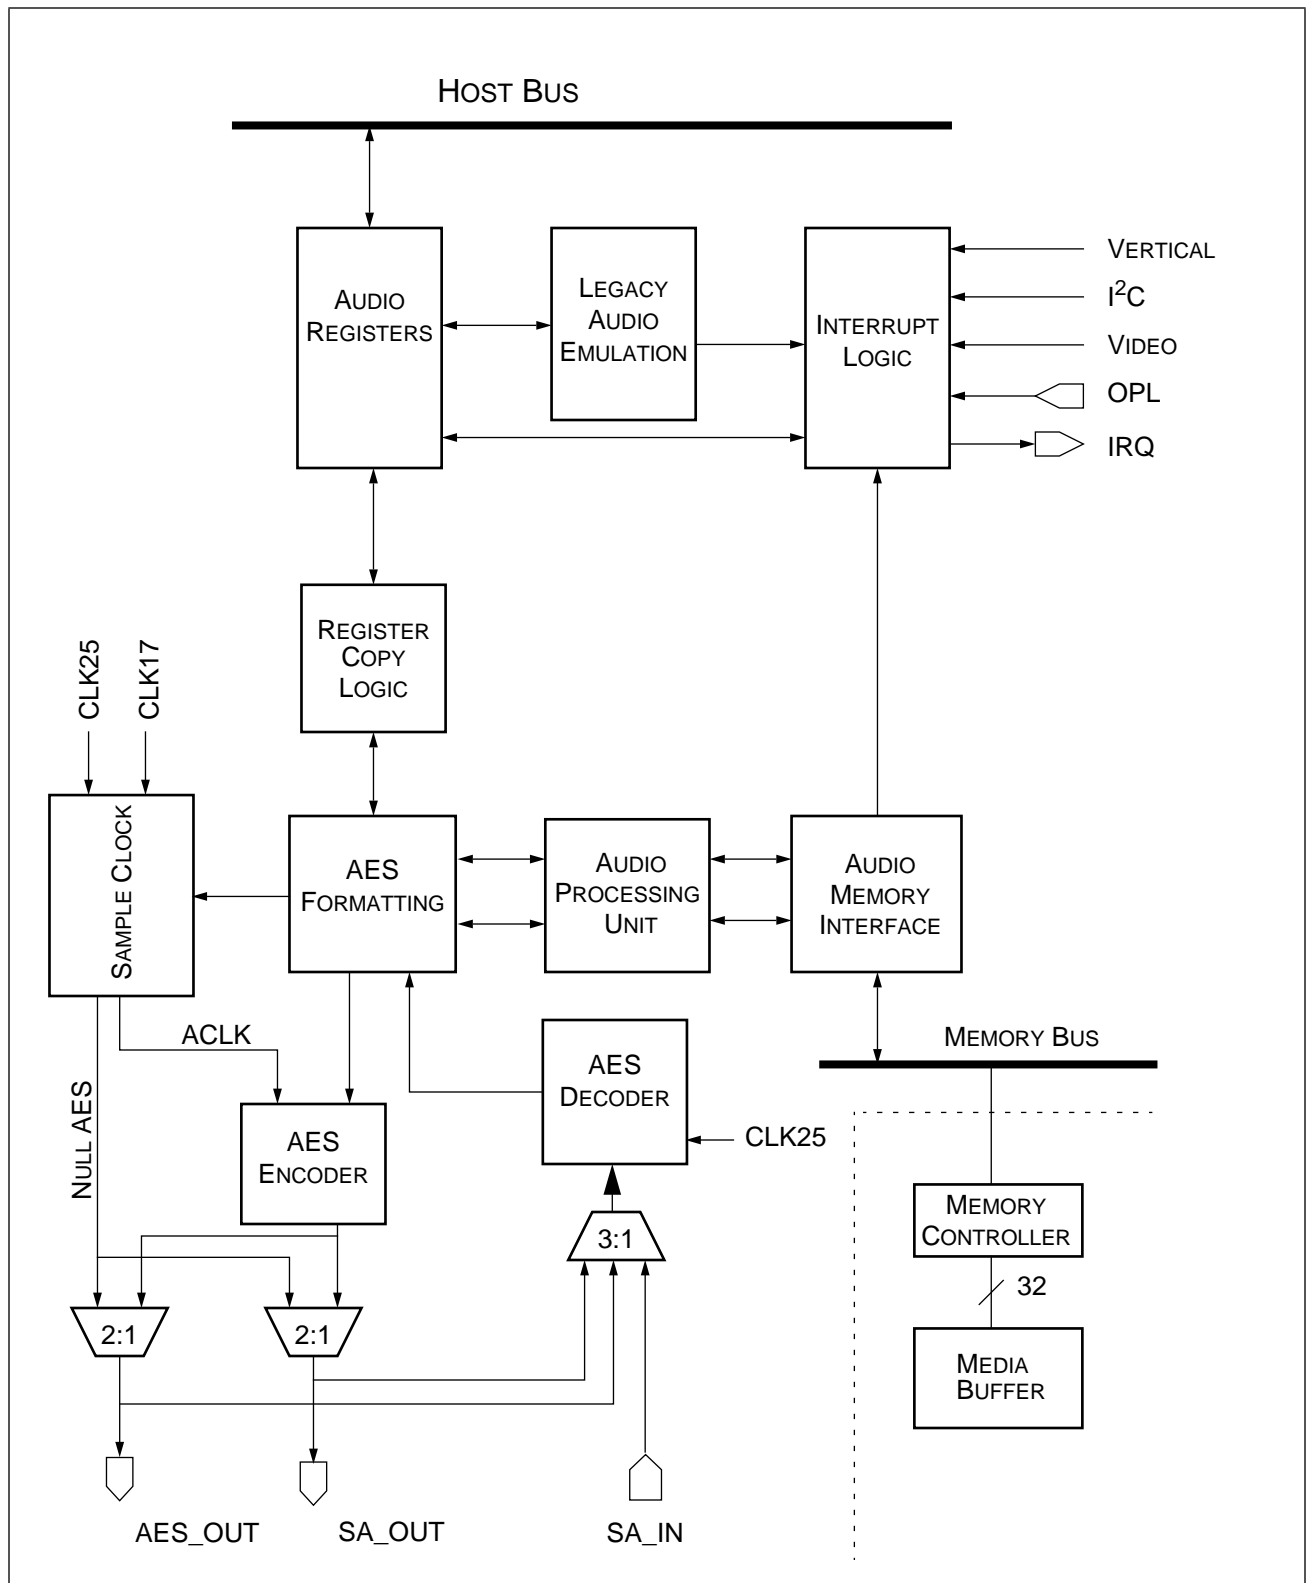 HOST BUS
AUDIO
REGISTERS
LEGACY
AUDIO
EMULATION
INTERRUPT
LOGIC
VERTICAL
I²C
VIDEO
OPL
IRQ
REGISTER
COPY
LOGIC
CLK25
CLK17
SAMPLE CLOCK
AES
FORMATTING
AUDIO
PROCESSING
UNIT
AUDIO
MEMORY
INTERFACE
ACLK
NULL AES
AES
ENCODER
AES
DECODER
CLK25
MEMORY BUS
MEMORY
CONTROLLER
32
MEDIA
BUFFER
3:1
2:1
2:1
AES_OUT
SA_OUT
SA_IN